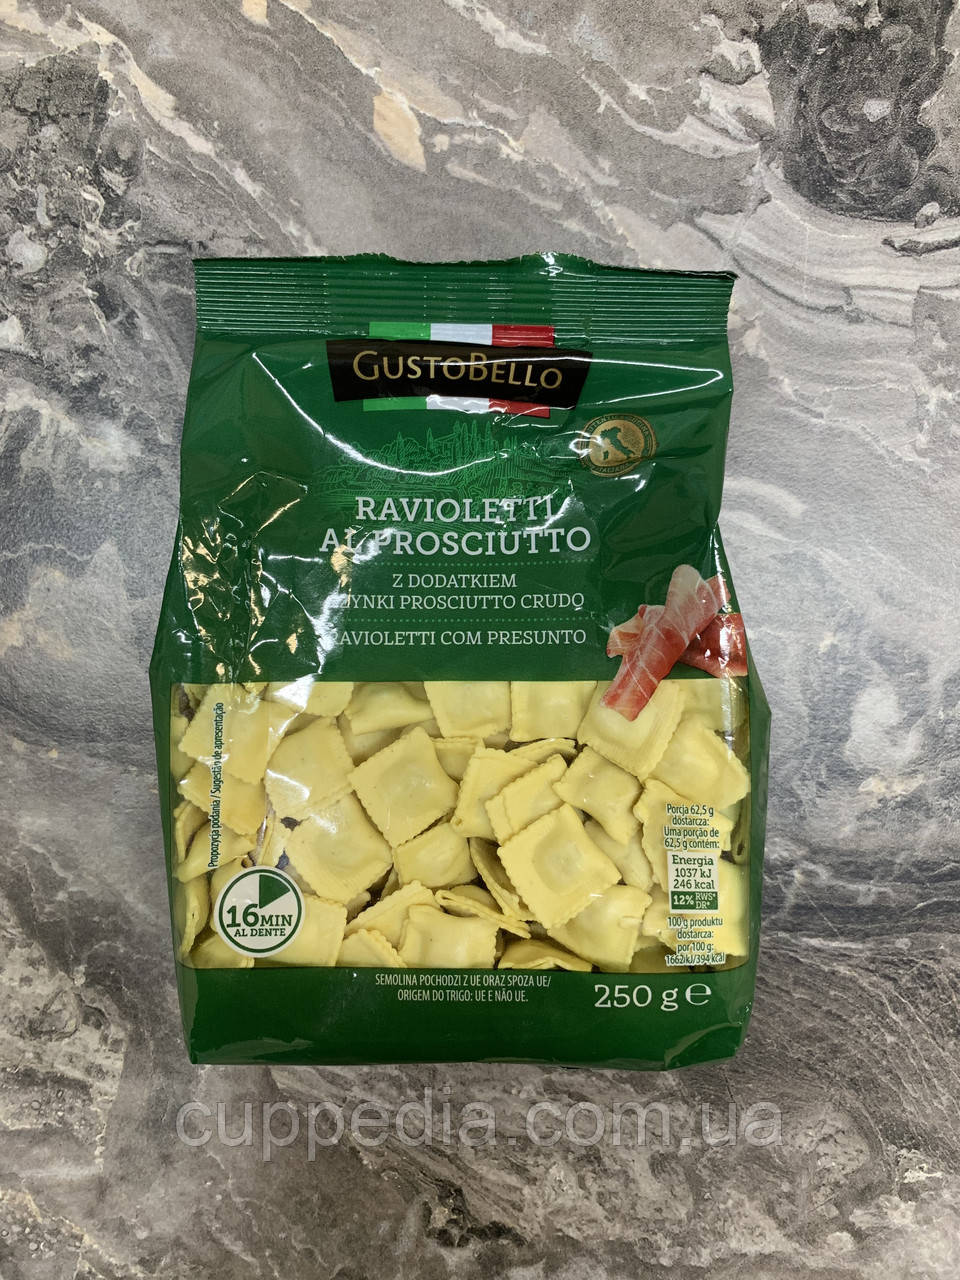 GUSTOBELLO
RAVIOLETTI
AL PROSCIUTTO
Z DODATKIEM
PROSCIUTTO CRUDO
COM PRESUNTO
Propozycja podania / Sugestão de apresentação
Porcja 62,5 g
dostarcza:
Uma porção de
62,5 g contém:
Energia
1037 kJ
246 kcal
12% RWS*
DR*
100 g produktu
dostarcza:
por 100 g:
1662 kJ/394 kcal
16 MIN
AL DENTE
SEMOLINA POCHODZI Z UE ORAZ SPOZA UE/
ORIGEM DO TRIGO: UE E NÃO UE.
250 g e
cuppedia.com.ua